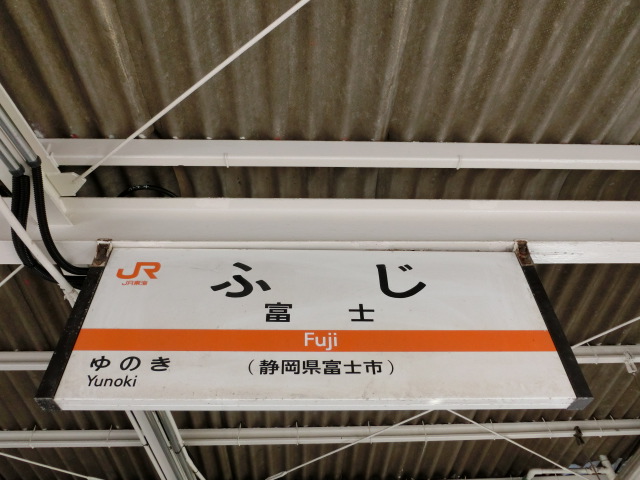 JR
JR東海
ふじ
富士
Fuji
ゆのき
Yunoki
（静岡県富士市）